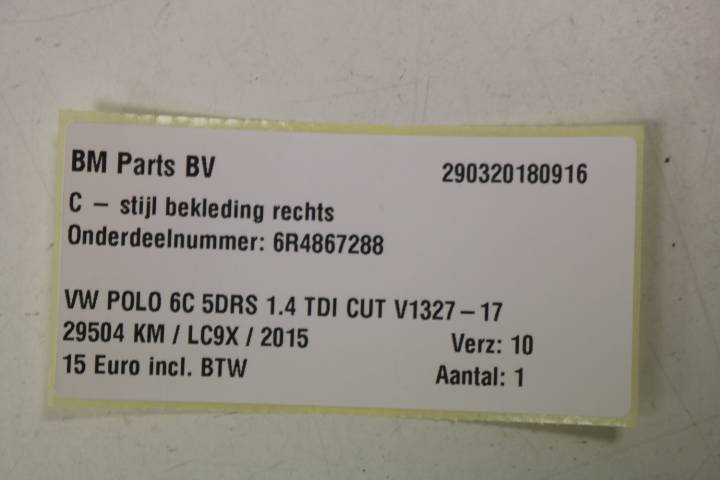 BM Parts BV 290320180916
C – stijl bekleding rechts
Onderdeelnummer: 6R4867288
VW POLO 6C 5DRS 1.4 TDI CUT V1327 – 17
29504 KM / LC9X / 2015 Verz: 10
15 Euro incl. BTW Aantal: 1